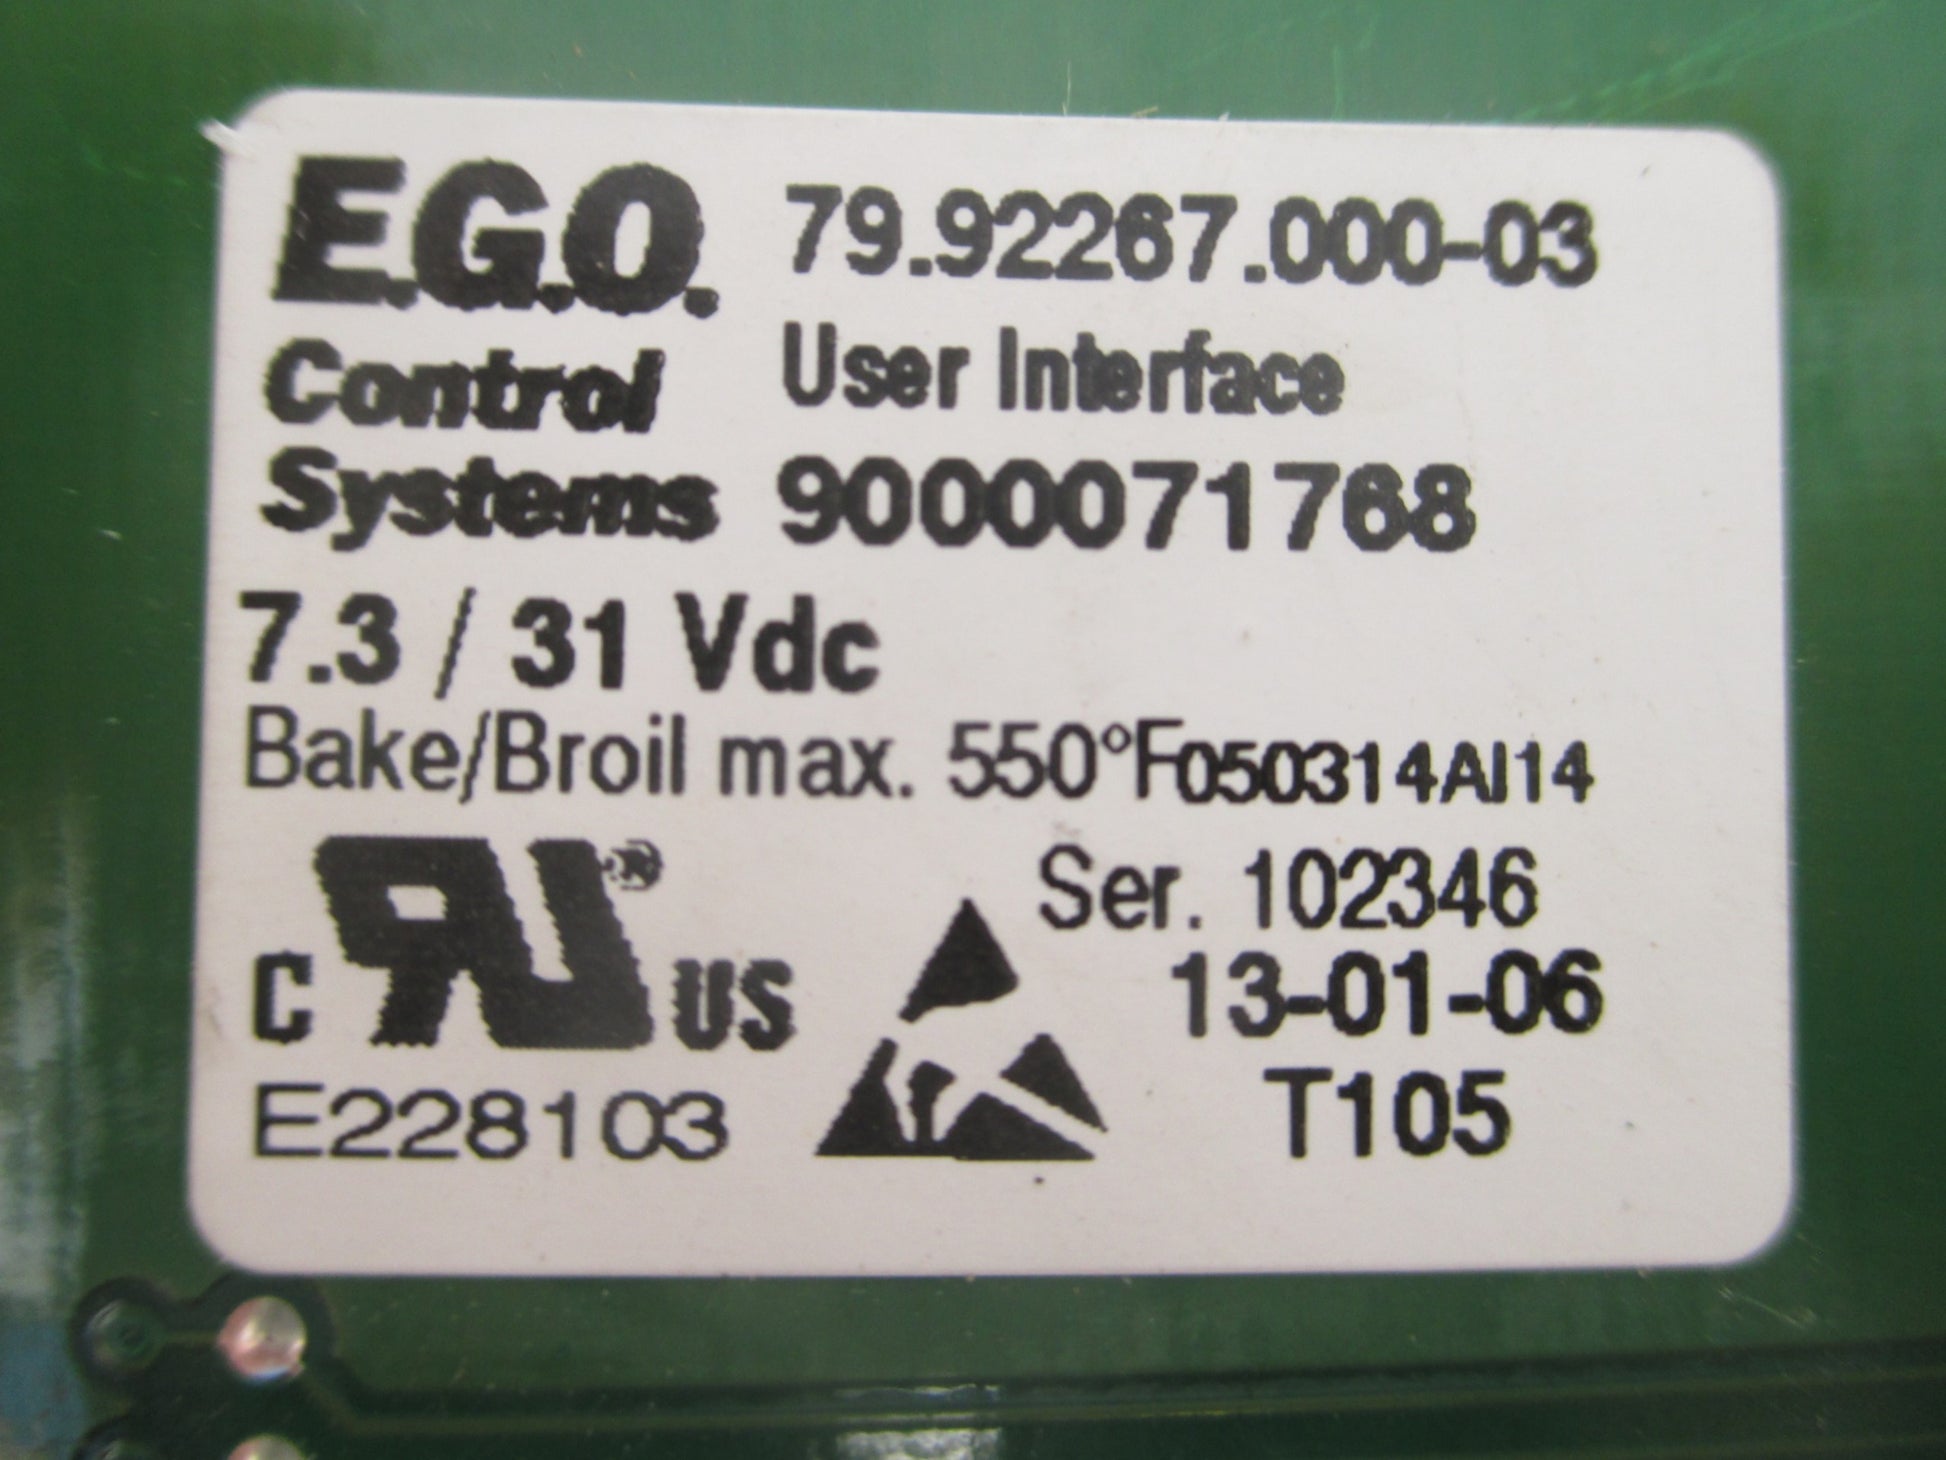 E.G.O. 79.92267.000-03
Control User Interface
Systems 9000071768
7.3 / 31 Vdc
Bake/Broil max. 550°F050314AI14
C RU® US
Ser. 102346
13-01-06
E228103 T105